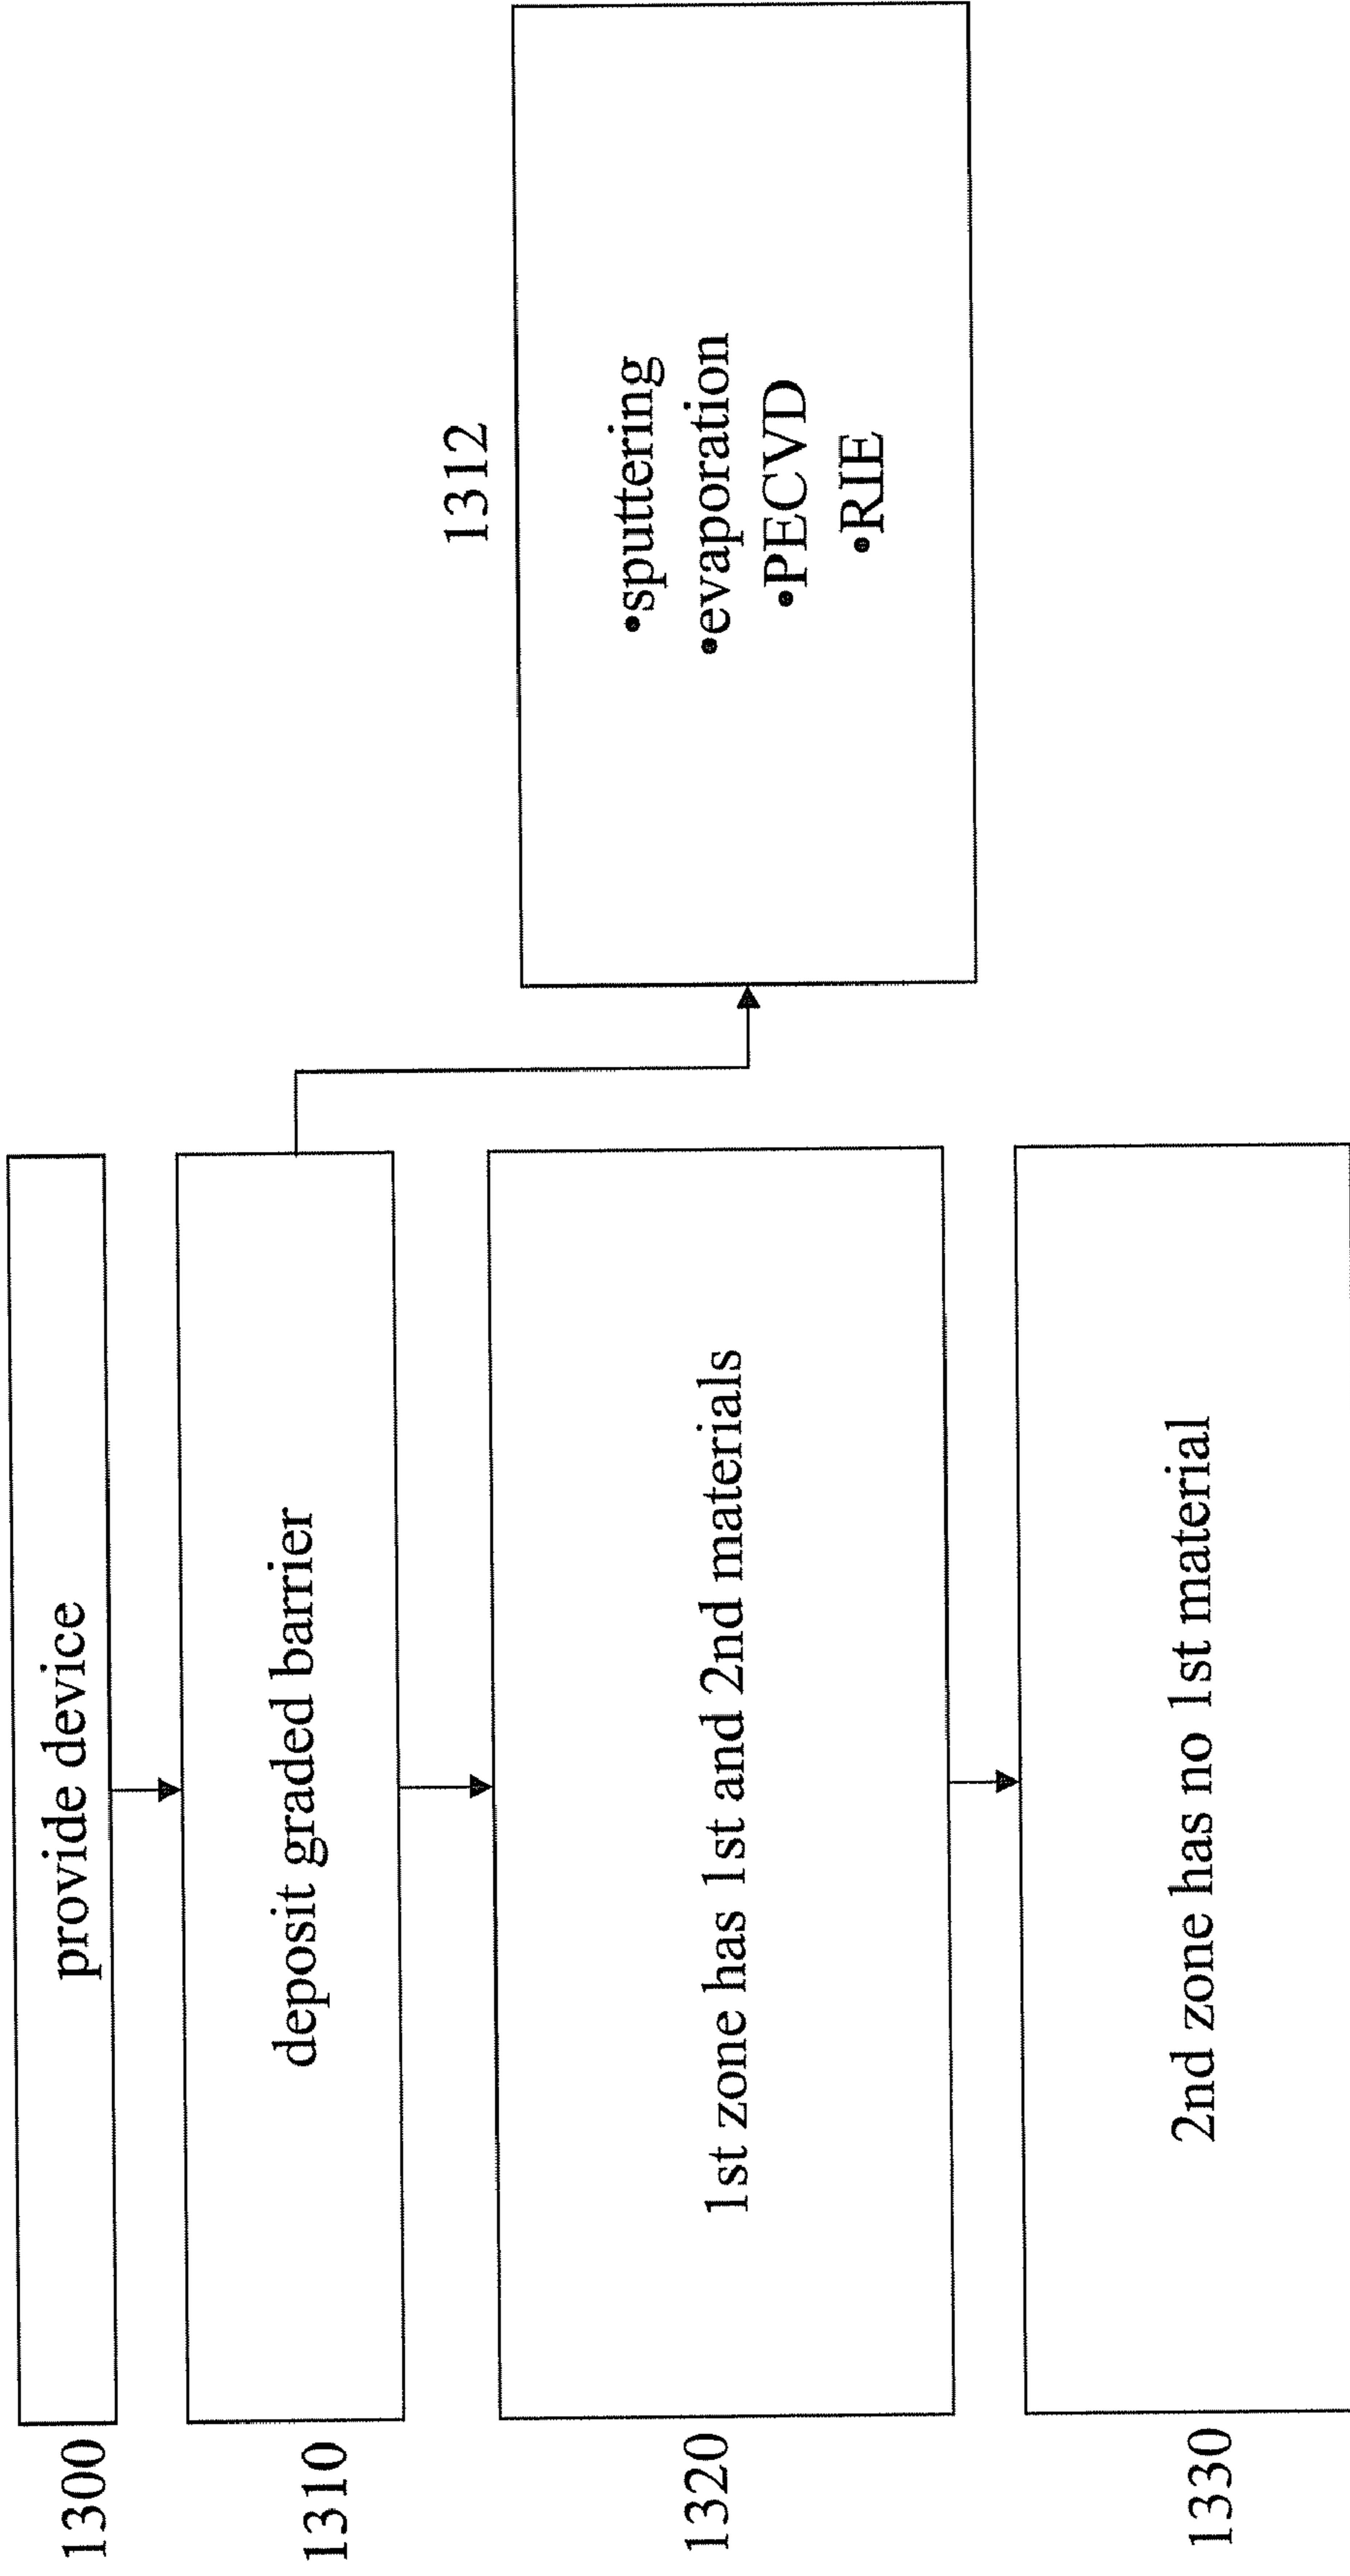 1300
provide device
1310
deposit graded barrier
1312
•sputtering
•evaporation
•PECVD
•RIE
1320
1st zone has 1st and 2nd materials
1330
2nd zone has no 1st material